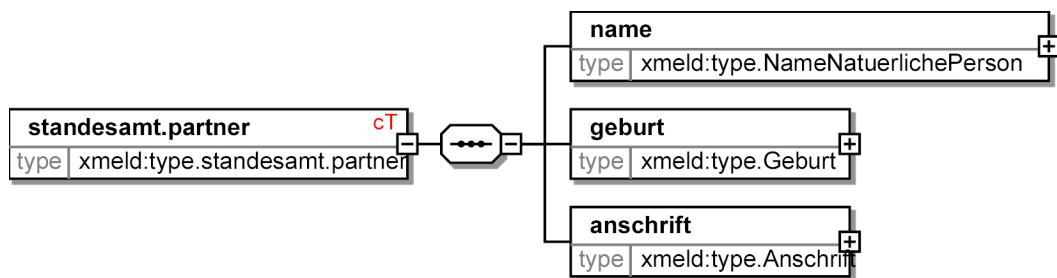 name
type xmeld:type.NameNatuerlichePerson
standesamt.partner cT
type xmeld:type.standesamt.partner
geburt
type xmeld:type.Geburt
anschrift
type xmeld:type.Anschrift